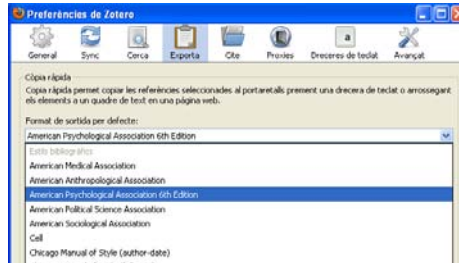 Preferències de Zotero
General Sync Cerca Exporta Cite Proxies Dreceres de teclat Avançat
Còpia ràpida
Còpia ràpida permet copiar les referències seleccionades al portaretalls prement una drecera de teclat o arrossegant
els elements a un quadre de text en una pàgina web.
Format de sortida per defecte:
American Psychological Association 6th Edition
Estils bibliogràfics
American Medical Association
American Anthropological Association
American Psychological Association 6th Edition
American Political Science Association
American Sociological Association
Cell
Chicago Manual of Style (author-date)